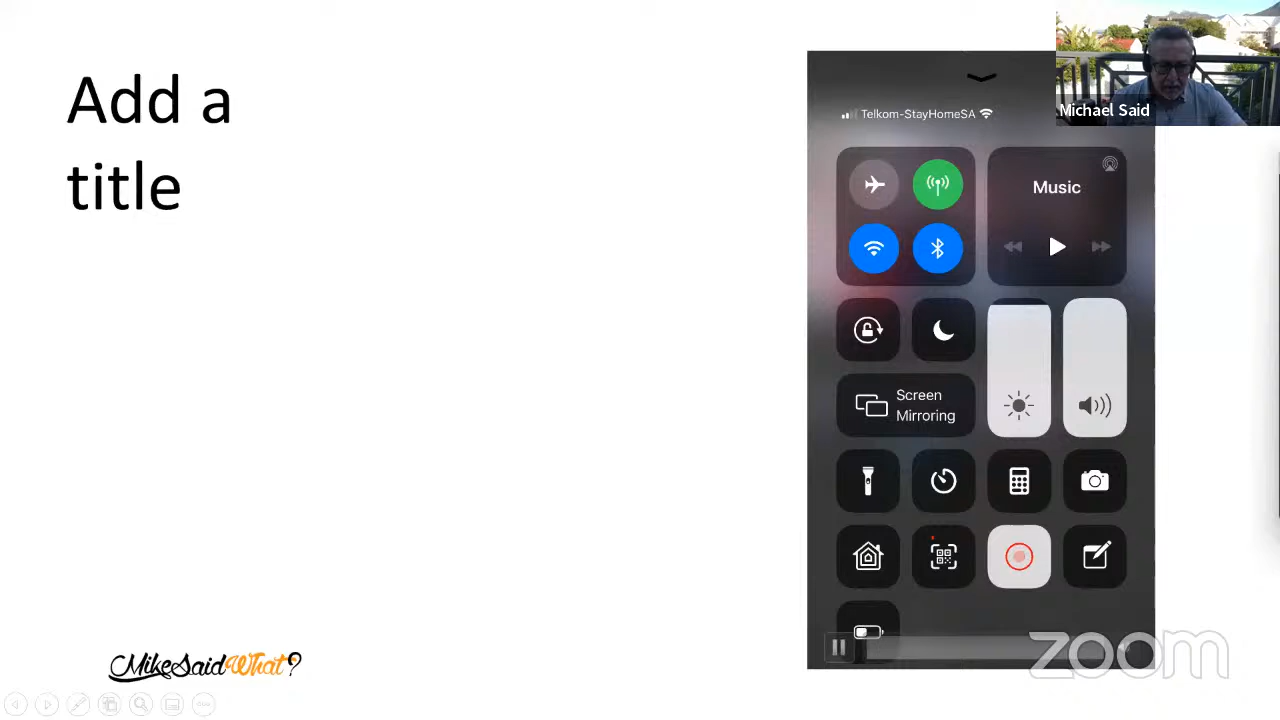 Add a
title
Michael Said
Telkom-StayHomeSA
Music
Screen
Mirroring
MikeSaidWhat?
zoom